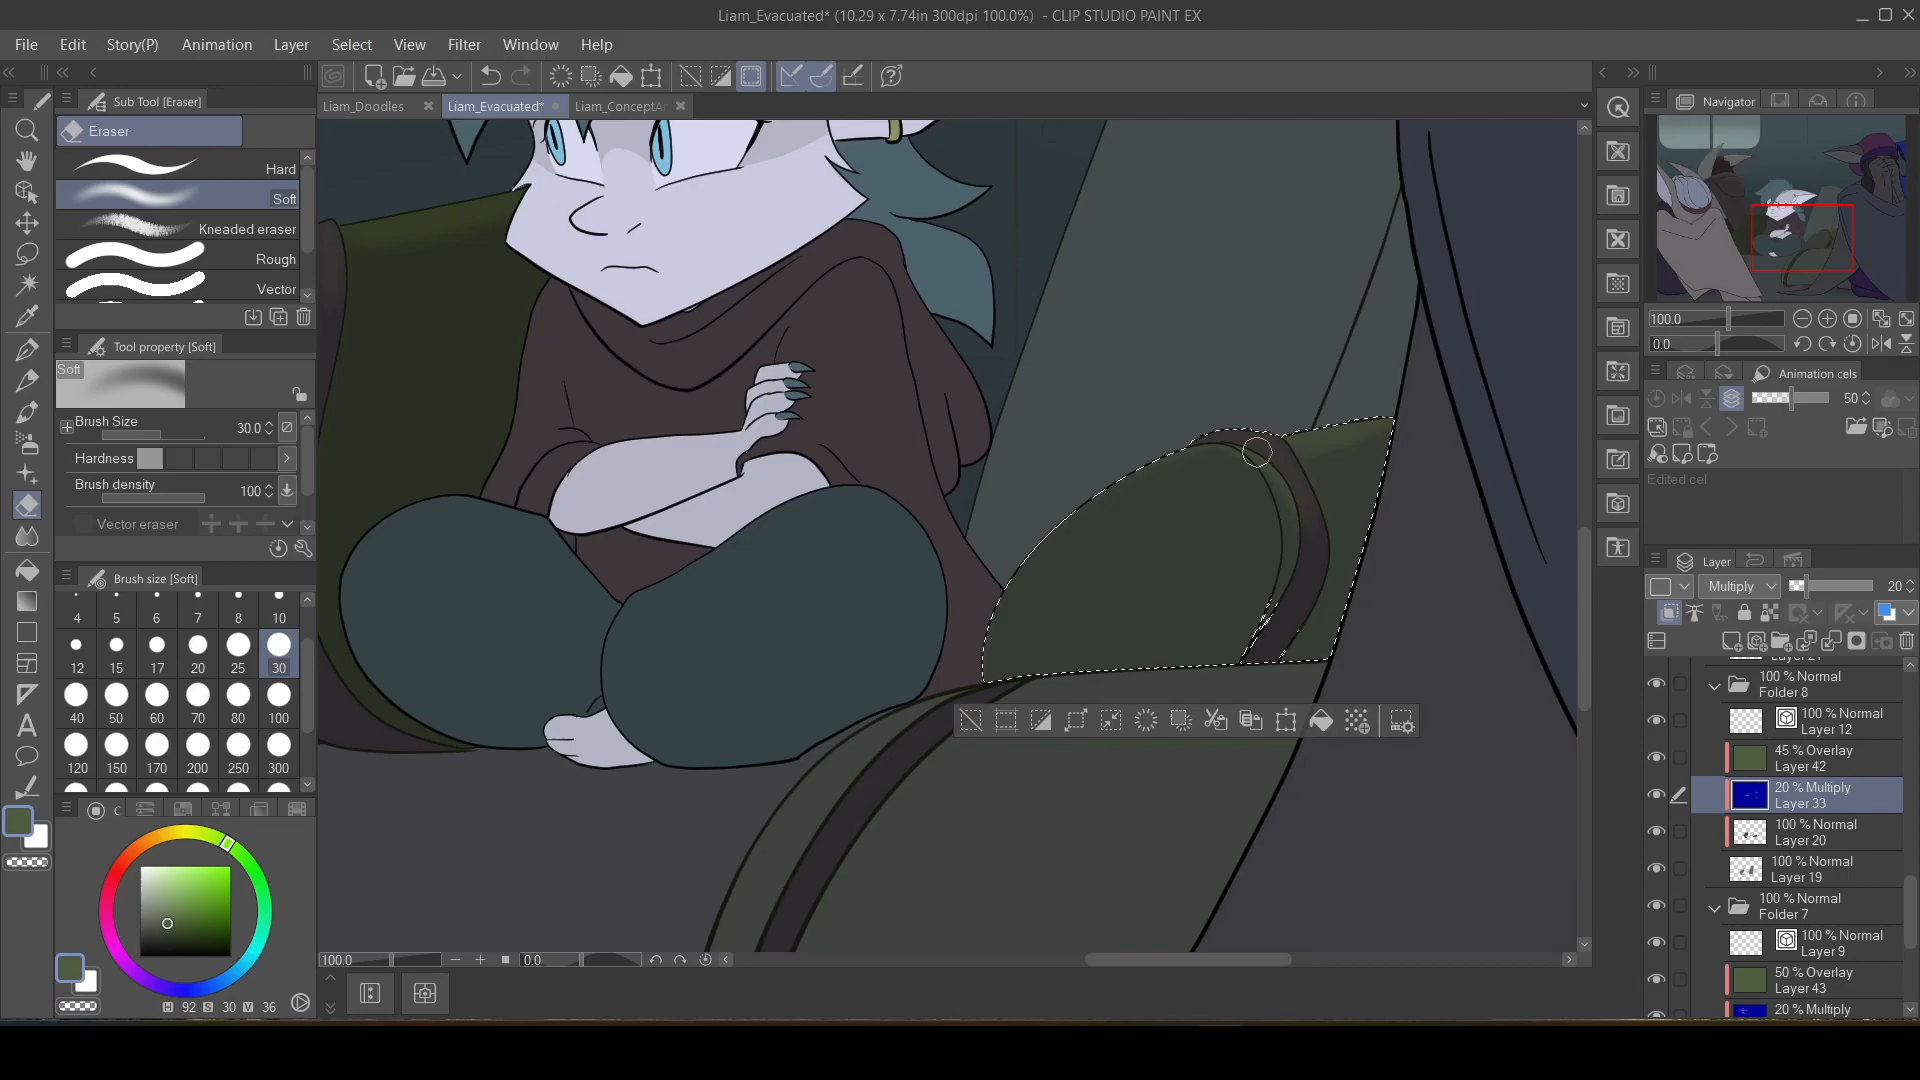 Liam_Evacuated* (10.29 x 7.74in 300dpi 100.0%) - CLIP STUDIO PAINT EX
File Edit Story(P) Animation Layer Select View Filter Window Help
Sub Tool [Eraser]
Eraser
Hard
Soft
Kneaded eraser
Rough
Vector
Tool property [Soft]
Soft
Brush Size 30.0
Hardness
Brush density 100
Vector eraser
Brush size [Soft]
4 5 6 7 8 10
12 15 17 20 25 30
40 50 60 70 80 100
120 150 170 200 250 300
H 92 S 30 V 36
Liam_Doodles
Liam_Evacuated*
Liam_ConceptAr
100.0
0.0
Navigator
100.0
0.0
Animation cels
50
Edited cel
Layer
Multiply 20
100 % Normal
Folder 8
100 % Normal
Layer 12
45 % Overlay
Layer 42
20 % Multiply
Layer 33
100 % Normal
Layer 20
100 % Normal
Layer 19
100 % Normal
Folder 7
100 % Normal
Layer 9
50 % Overlay
Layer 43
20 % Multiply